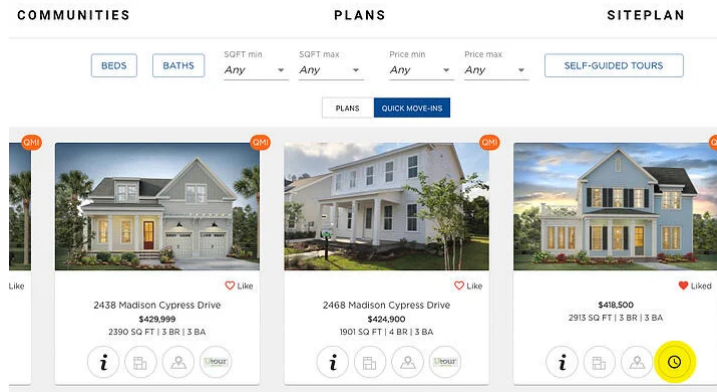 COMMUNITIES PLANS SITEPLAN
BEDS BATHS SQFT min Any SQFT max Any Price min Any Price max Any SELF-GUIDED TOURS
PLANS QUICK MOVE-INS
QMI QMI QMI
Like Like Like Liked
2438 Madison Cypress Drive
$429,999
2390 SQ FT | 3 BR | 3 BA
2468 Madison Cypress Drive
$424,900
1901 SQ FT | 4 BR | 3 BA
$418,500
2913 SQ FT | 3 BR | 3 BA
i Utour i Utour i